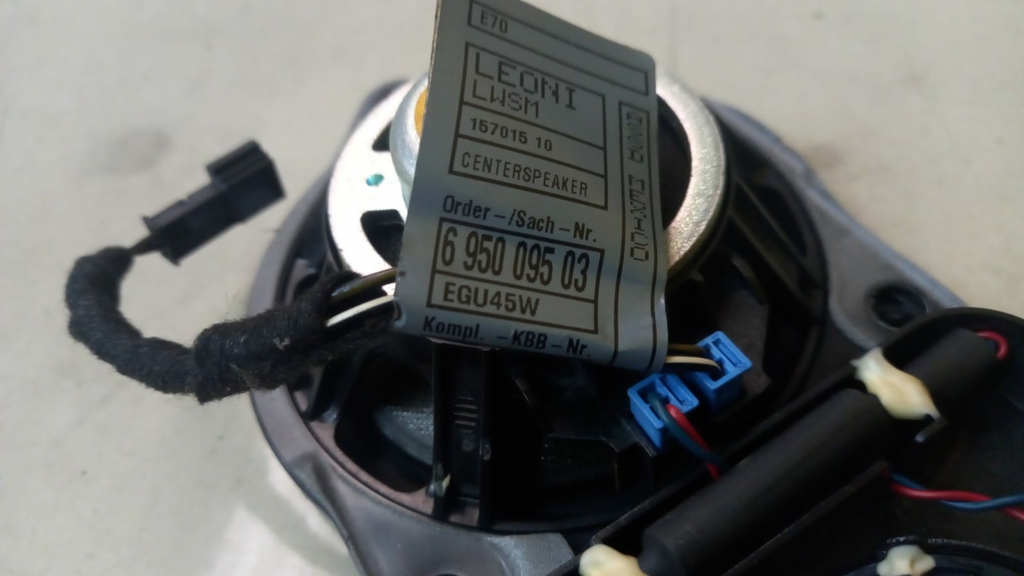 E70
LEONI
LWSM
157015 10
CENTERSPEAKER
Order-/Sach-Nr.
6 950 095 03
EGU45W
Kompl. -KBB-Nr.